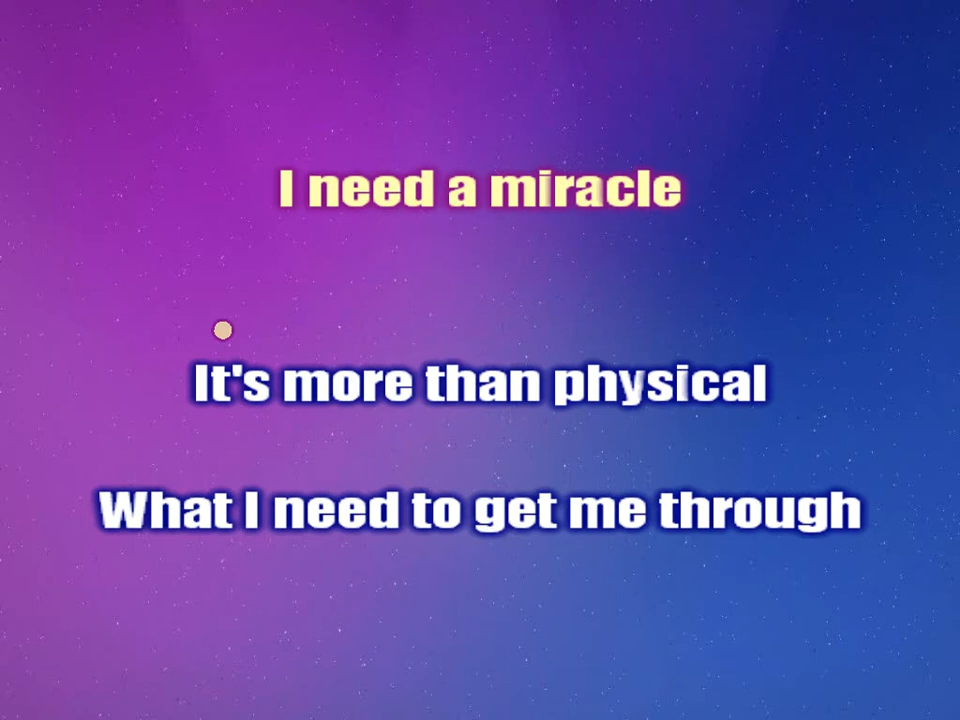 I need a miracle
It's more than physical
What I need to get me through